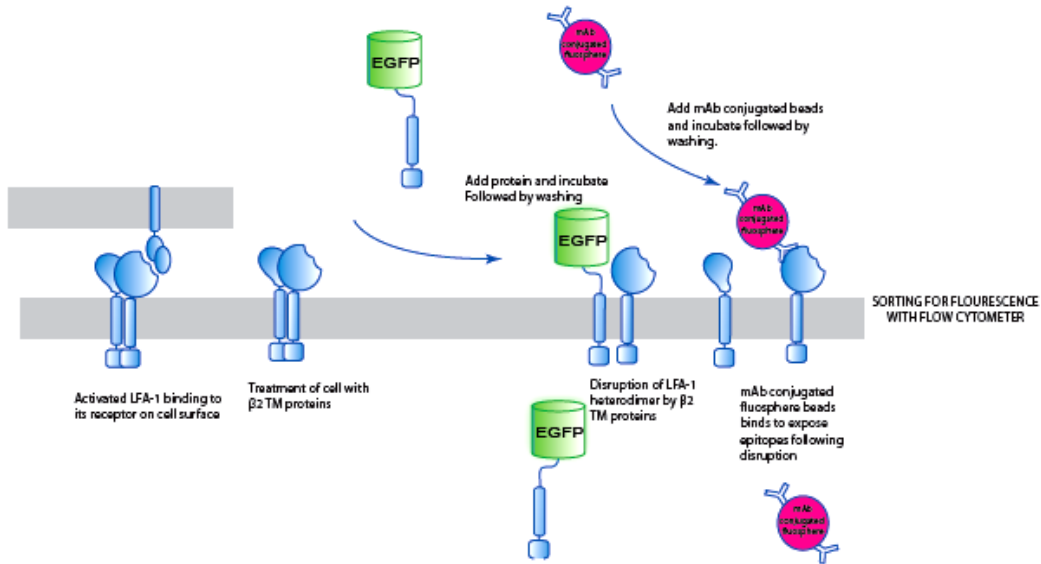 EGFP
mAb
conjugated
fluosphere
Add mAb conjugated beads
and incubate followed by
washing.
Add protein and incubate
Followed by washing
EGFP
mAb
conjugated
fluosphere
SORTING FOR FLOURESCENCE
WITH FLOW CYTOMETER
Activated LFA-1 binding to
its receptor on cell surface
Treatment of cell with
β2 TM proteins
Disruption of LFA-1
heterodimer by β2
TM proteins
mAb conjugated
fluosphere beads
binds to expose
epitopes following
disruption
EGFP
mAb
conjugated
fluosphere